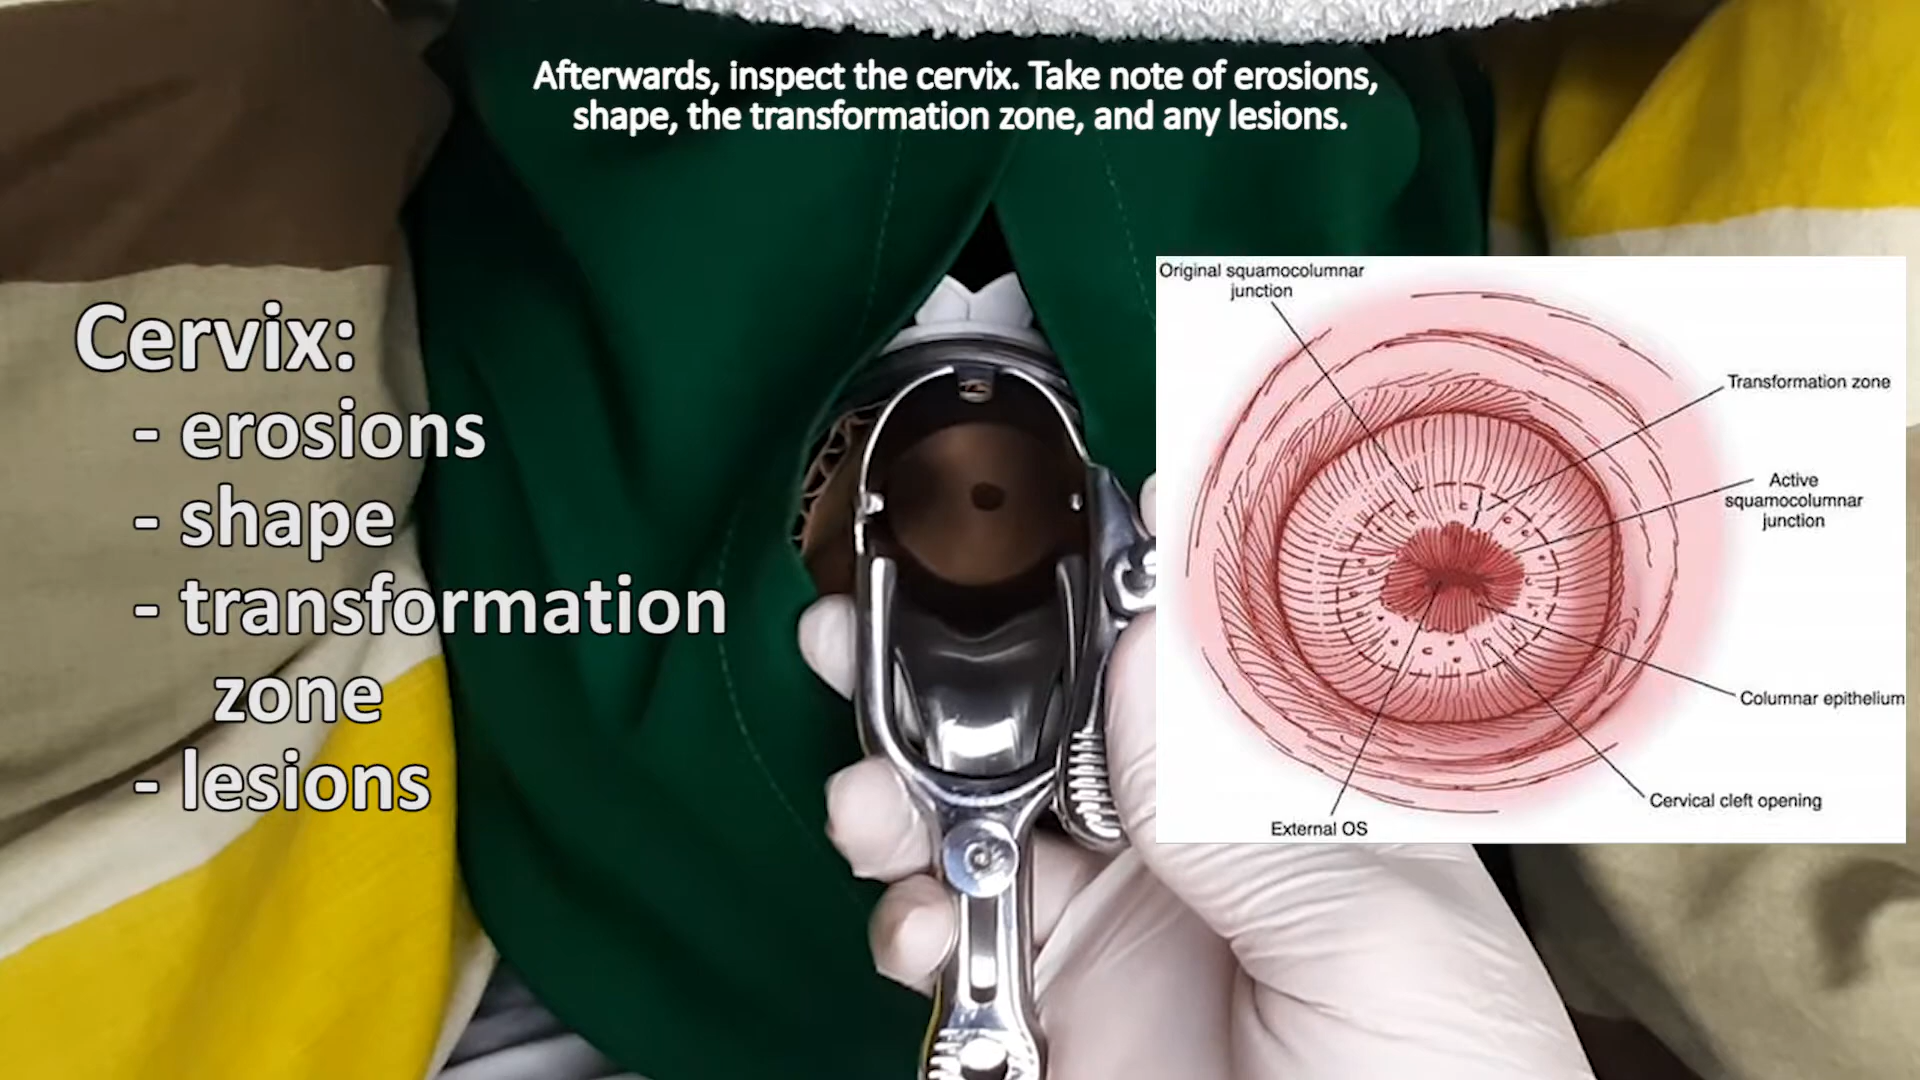 Afterwards, inspect the cervix. Take note of erosions,
shape, the transformation zone, and any lesions.
Cervix:
- erosions
- shape
- transformation
zone
- lesions
Original squamocolumnar
junction
Transformation zone
Active
squamocolumnar
junction
Columnar epithelium
Cervical cleft opening
External OS